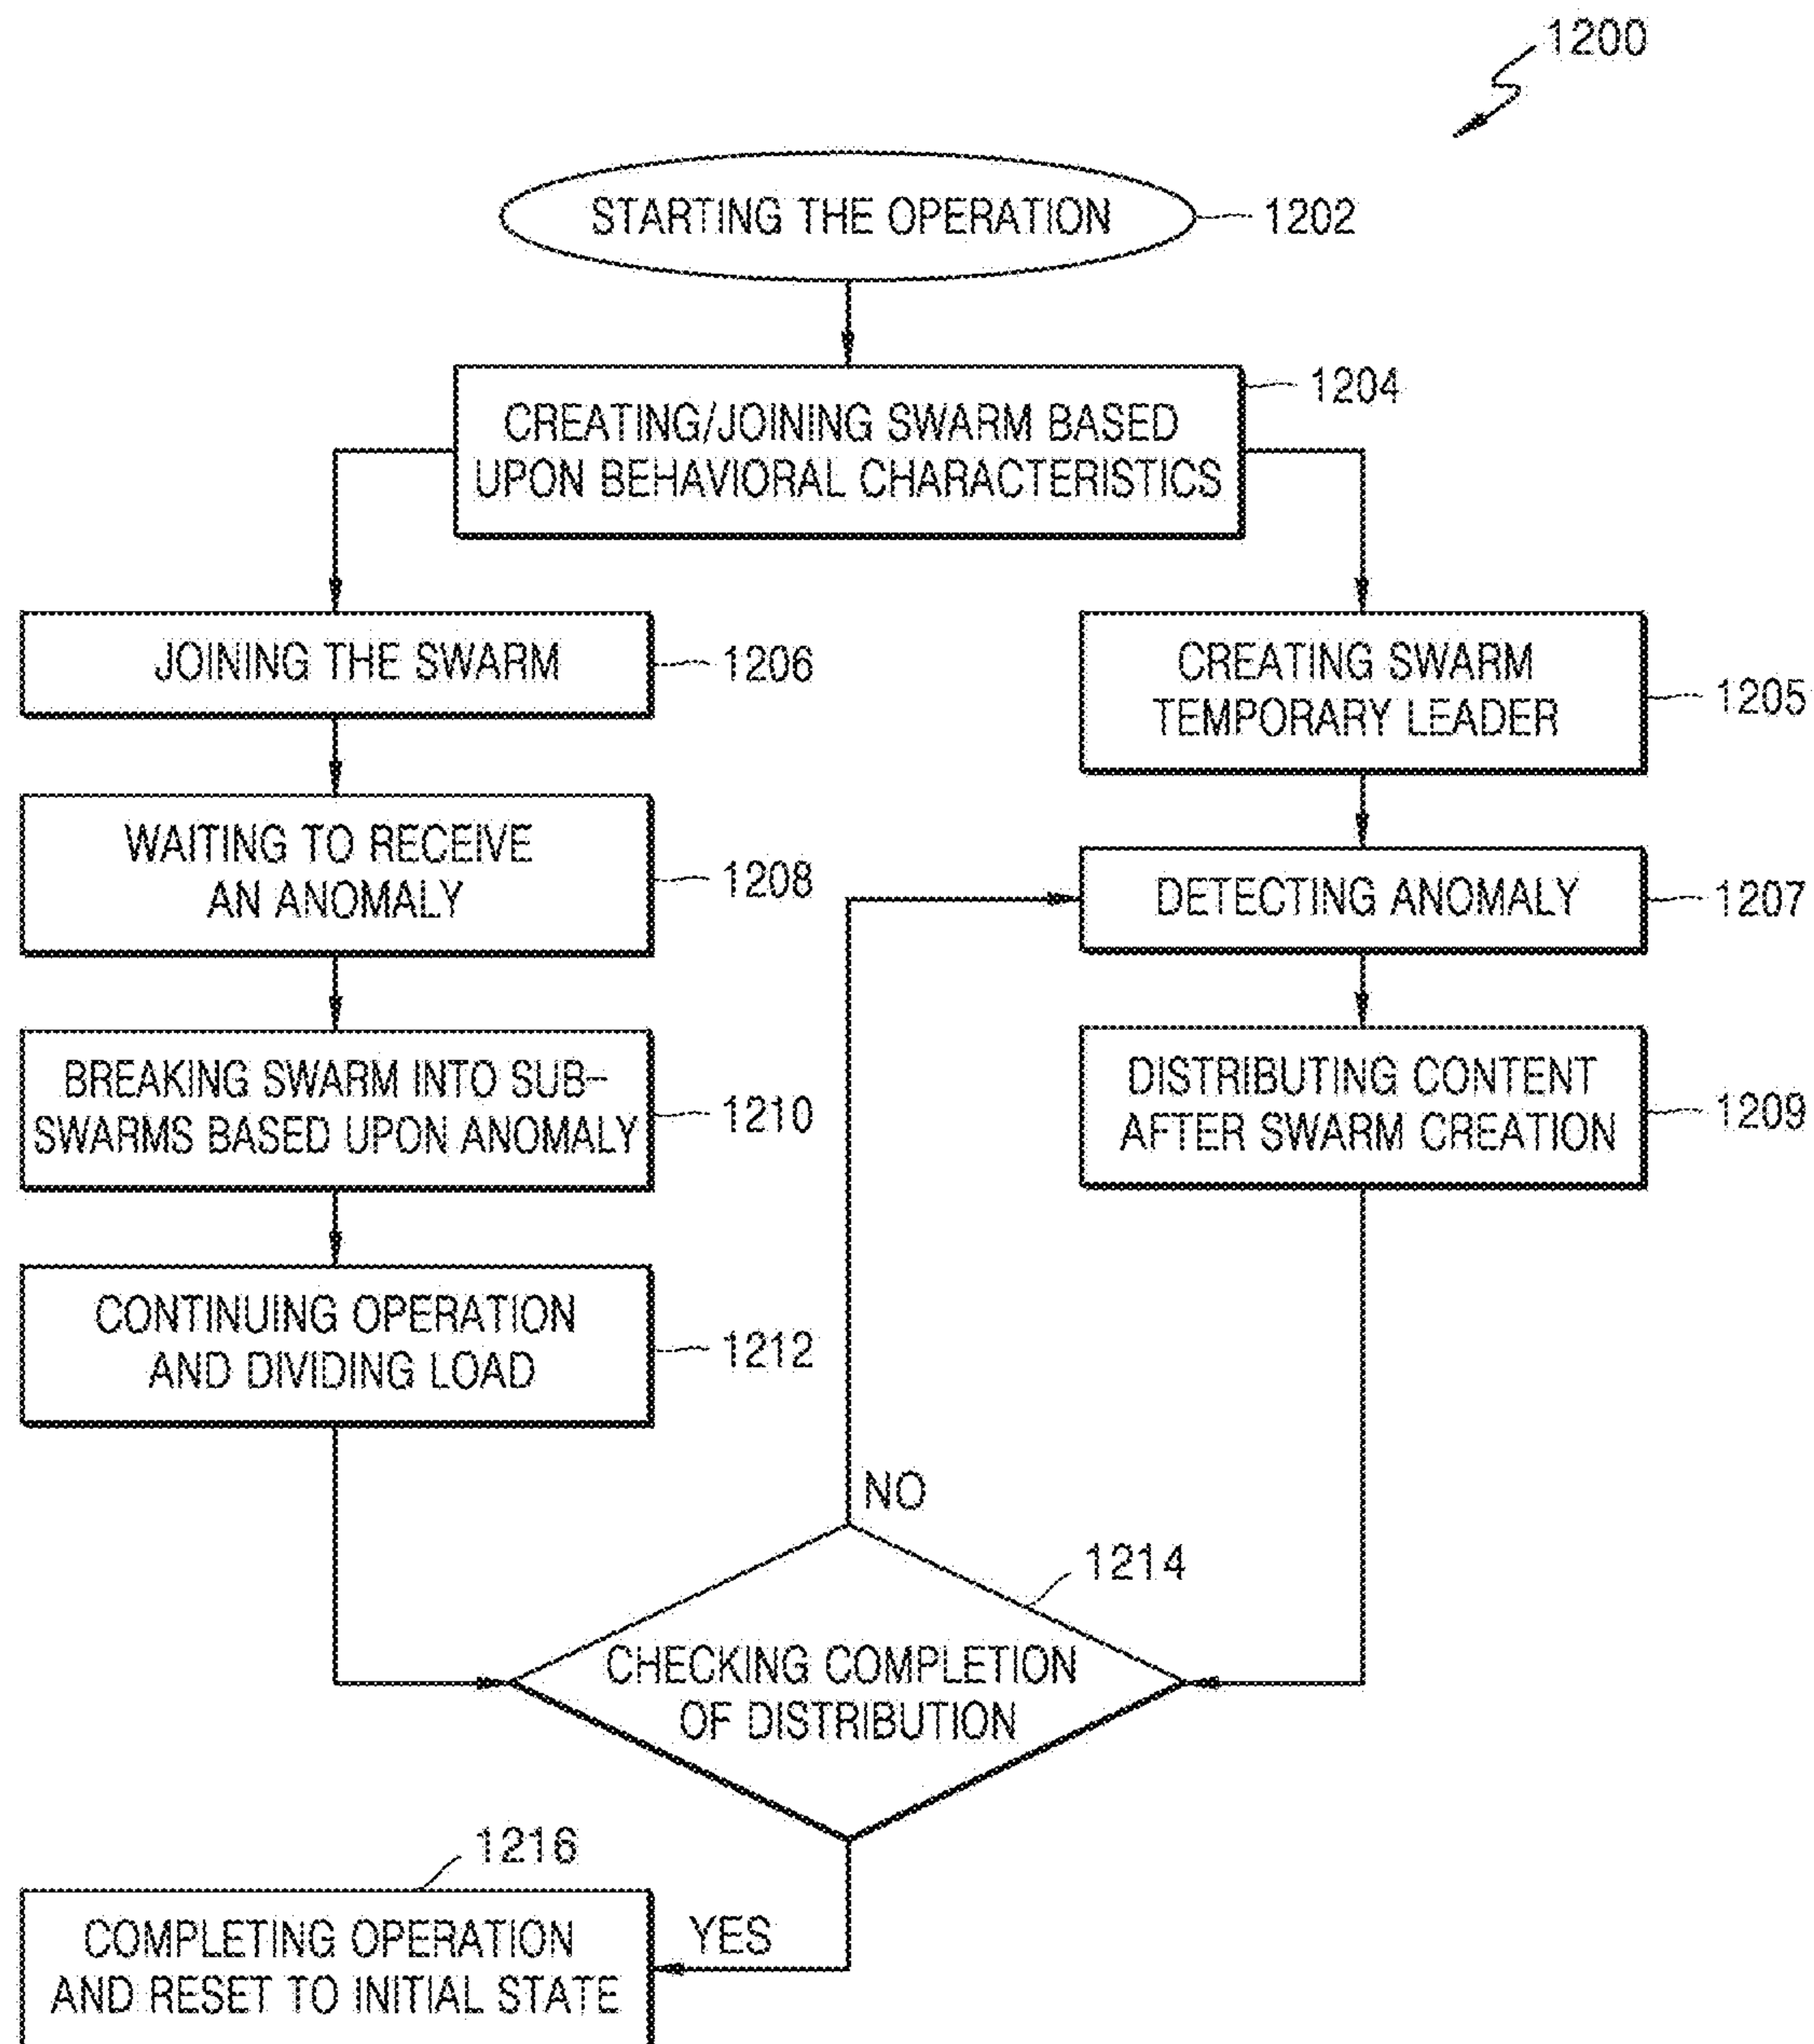 1200
STARTING THE OPERATION
1202
1204
CREATING/JOINING SWARM BASED
UPON BEHAVIORAL CHARACTERISTICS
JOINING THE SWARM
1206
CREATING SWARM
TEMPORARY LEADER
1205
WAITING TO RECEIVE
AN ANOMALY
1208
DETECTING ANOMALY
1207
BREAKING SWARM INTO SUB-
SWARMS BASED UPON ANOMALY
1210
DISTRIBUTING CONTENT
AFTER SWARM CREATION
1209
CONTINUING OPERATION
AND DIVIDING LOAD
1212
NO
1214
CHECKING COMPLETION
OF DISTRIBUTION
1216
COMPLETING OPERATION
AND RESET TO INITIAL STATE
YES